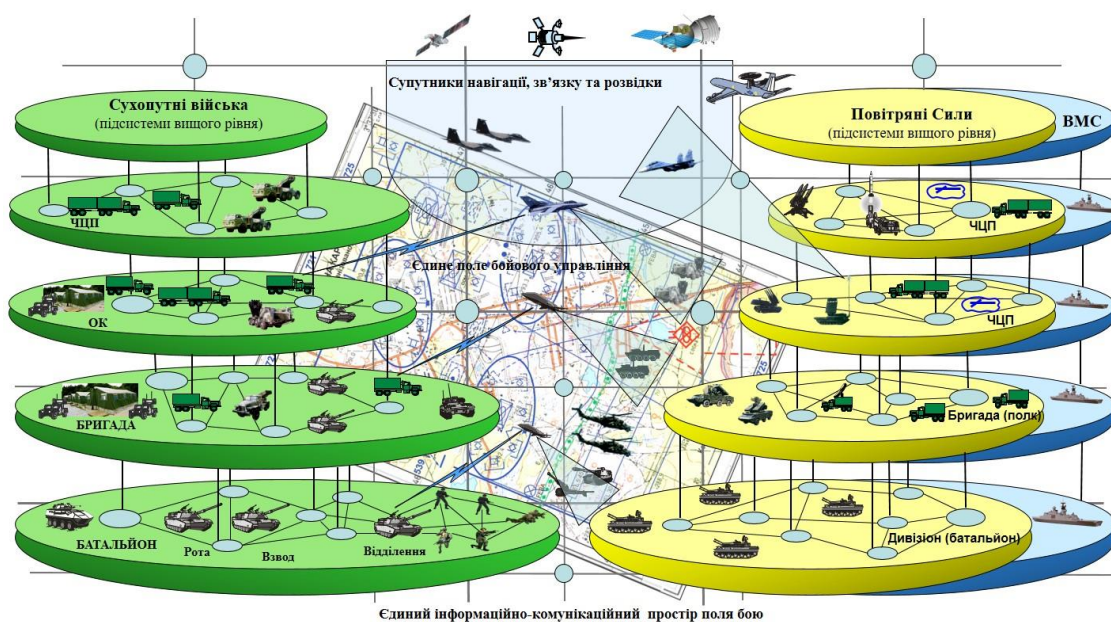 Супутники навігації, зв’язку та розвідки
Сухопутні війська
(підсистеми вищого рівня)
Повітряні Сили
(підсистеми вищого рівня)
ВМС
ЧЦП
ЧЦП
Єдине поле бойового управління
ОК
ЧЦП
БРИГАДА
Бригада (полк)
БАТАЛЬЙОН
Рота
Взвод
Відділення
Дивізіон (батальйон)
Єдиний інформаційно-комунікаційний простір поля бою